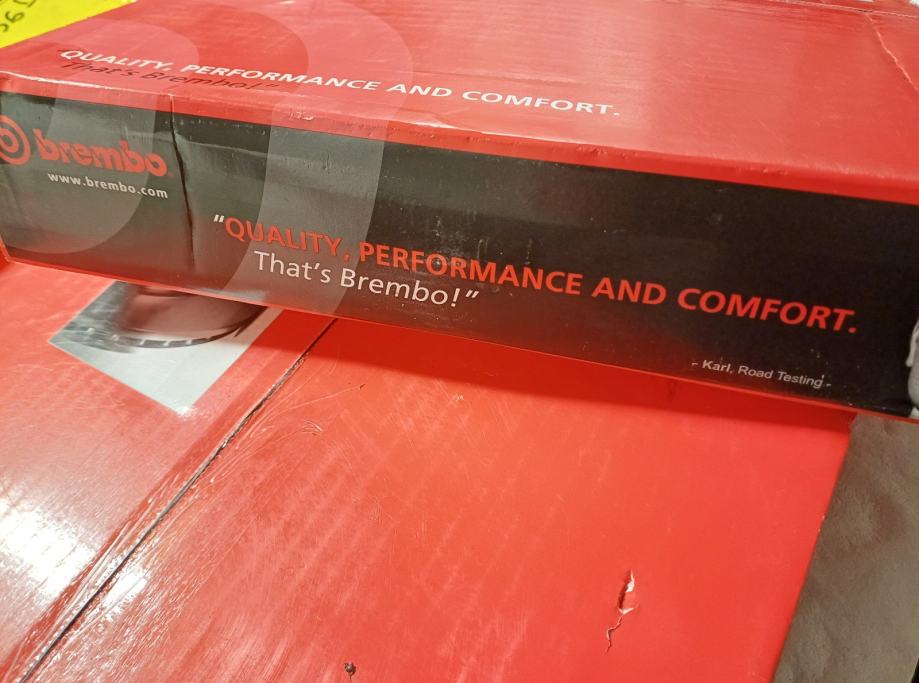 QUALITY, PERFORMANCE AND COMFORT.
That's Brembo!"
brembo
www.brembo.com
"QUALITY, PERFORMANCE AND COMFORT.
That's Brembo!"
- Karl, Road Testing -